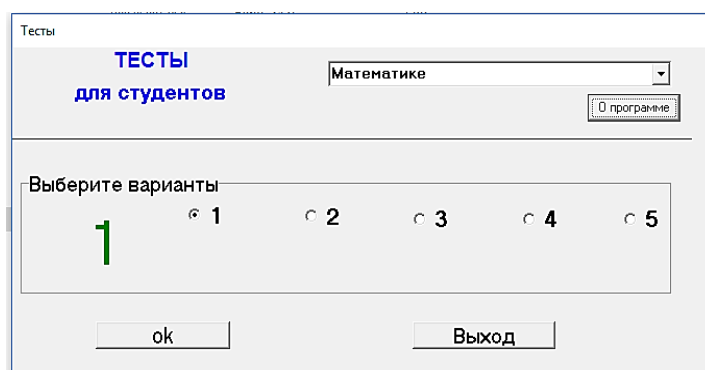 Тесты
ТЕСТЫ
для студентов
Математике
О программе
Выберите варианты
1
1
2
3
4
5
ok
Выход